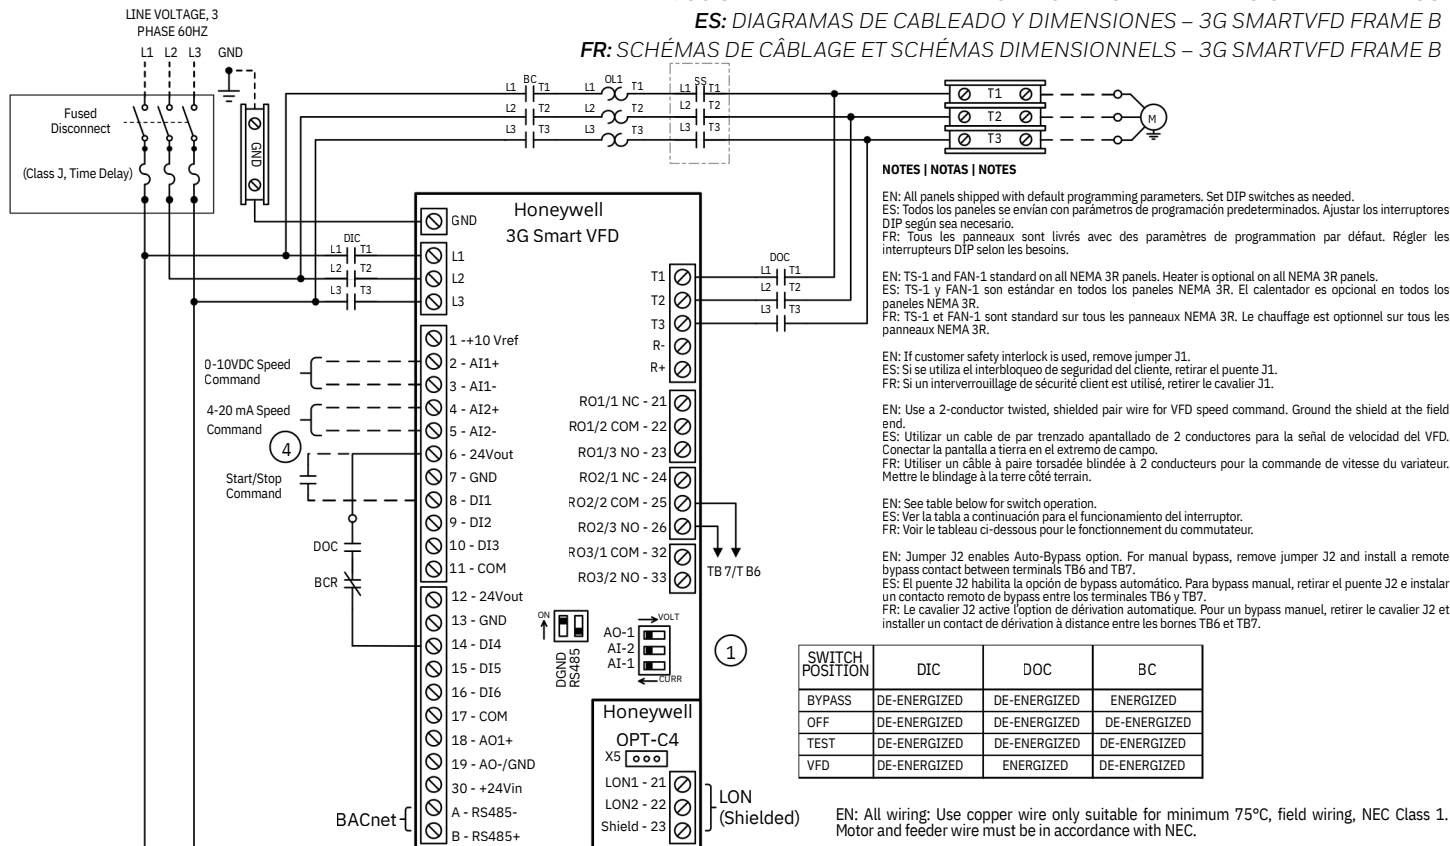 ES: DIAGRAMAS DE CABLEADO Y DIMENSIONES – 3G SMARTVFD FRAME B
FR: SCHÉMAS DE CÂBLAGE ET SCHÉMAS DIMENSIONNELS – 3G SMARTVFD FRAME B
LINE VOLTAGE, 3
PHASE 60HZ
L1 L2 L3 GND
Fused
Disconnect
(Class J, Time Delay)
GND
BC OL1 SS
L1 T1 L1 T1 L1 T1
L2 T2 L2 T2 L2 T2
L3 T3 L3 T3 L3 T3
T1
T2
T3
M
DIC
L1 T1
L2 T2
L3 T3
Honeywell
3G Smart VFD
GND
L1
L2
L3
1 -+10 Vref
2 - AI1+
3 - AI1-
4 - AI2+
5 - AI2-
6 - 24Vout
7 - GND
8 - DI1
9 - DI2
10 - DI3
11 - COM
12 - 24Vout
13 - GND
14 - DI4
15 - DI5
16 - DI6
17 - COM
18 - AO1+
19 - AO-/GND
30 - +24Vin
A - RS485-
B - RS485+
0-10VDC Speed
Command
4-20 mA Speed
Command
4
Start/Stop
Command
DOC
BCR
BACnet
T1
T2
T3
R-
R+
RO1/1 NC - 21
RO1/2 COM - 22
RO1/3 NO - 23
RO2/1 NC - 24
RO2/2 COM - 25
RO2/3 NO - 26
RO3/1 COM - 32
RO3/2 NO - 33
TB 7/T B6
DOC
L1 T1
L2 T2
L3 T3
ON
DGND
RS485
VOLT
AO-1
AI-2
AI-1
CURR
1
Honeywell
OPT-C4
X5
LON1 - 21
LON2 - 22
Shield - 23
LON
(Shielded)
NOTES | NOTAS | NOTES
EN: All panels shipped with default programming parameters. Set DIP switches as needed.
ES: Todos los paneles se envían con parámetros de programación predeterminados. Ajustar los interruptores
DIP según sea necesario.
FR: Tous les panneaux sont livrés avec des paramètres de programmation par défaut. Régler les
interrupteurs DIP selon les besoins.
EN: TS-1 and FAN-1 standard on all NEMA 3R panels. Heater is optional on all NEMA 3R panels.
ES: TS-1 y FAN-1 son estándar en todos los paneles NEMA 3R. El calentador es opcional en todos los
paneles NEMA 3R.
FR: TS-1 et FAN-1 sont standard sur tous les panneaux NEMA 3R. Le chauffage est optionnel sur tous les
panneaux NEMA 3R.
EN: If customer safety interlock is used, remove jumper J1.
ES: Si se utiliza el interbloqueo de seguridad del cliente, retirar el puente J1.
FR: Si un interverrouillage de sécurité client est utilisé, retirer le cavalier J1.
EN: Use a 2-conductor twisted, shielded pair wire for VFD speed command. Ground the shield at the field
end.
ES: Utilizar un cable de par trenzado apantallado de 2 conductores para la señal de velocidad del VFD.
Conectar la pantalla a tierra en el extremo de campo.
FR: Utiliser un câble à paire torsadée blindée à 2 conducteurs pour la commande de vitesse du variateur.
Mettre le blindage à la terre côté terrain.
EN: See table below for switch operation.
ES: Ver la tabla a continuación para el funcionamiento del interruptor.
FR: Voir le tableau ci-dessous pour le fonctionnement du commutateur.
EN: Jumper J2 enables Auto-Bypass option. For manual bypass, remove jumper J2 and install a remote
bypass contact between terminals TB6 and TB7.
ES: El puente J2 habilita la opción de bypass automático. Para bypass manual, retirar el puente J2 e instalar
un contacto remoto de bypass entre los terminales TB6 y TB7.
FR: Le cavalier J2 active l'option de dérivation automatique. Pour un bypass manuel, retirer le cavalier J2 et
installer un contact de dérivation à distance entre les bornes TB6 et TB7.
SWITCH
POSITION DIC DOC BC
BYPASS DE-ENERGIZED DE-ENERGIZED ENERGIZED
OFF DE-ENERGIZED DE-ENERGIZED DE-ENERGIZED
TEST DE-ENERGIZED DE-ENERGIZED DE-ENERGIZED
VFD DE-ENERGIZED ENERGIZED DE-ENERGIZED
EN: All wiring: Use copper wire only suitable for minimum 75°C, field wiring, NEC Class 1.
Motor and feeder wire must be in accordance with NEC.